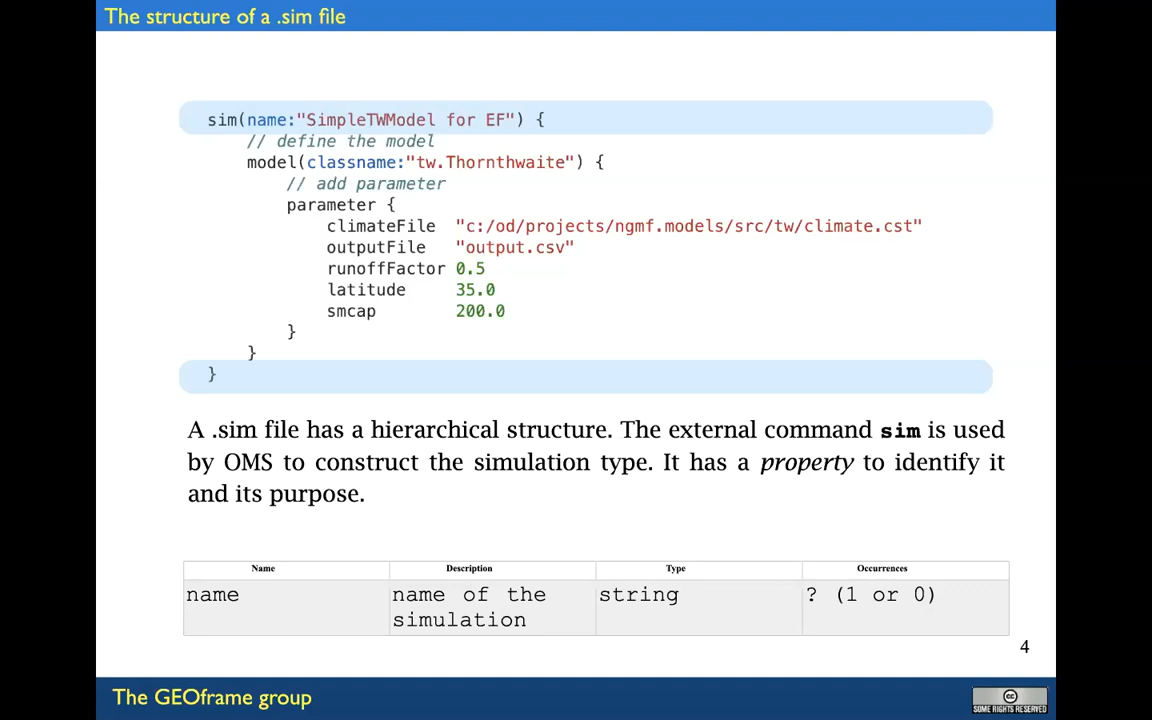 The structure of a .sim file
sim(name:"SimpleTWModel for EF") {
// define the model
model(classname:"tw.Thornthwaite") {
// add parameter
parameter {
climateFile "c:/od/projects/ngmf.models/src/tw/climate.cst"
outputFile "output.csv"
runoffFactor 0.5
latitude 35.0
smcap 200.0
}
}
}
A .sim file has a hierarchical structure. The external command sim is used
by OMS to construct the simulation type. It has a property to identify it
and its purpose.
Name Description Type Occurrences
name name of the string ? (1 or 0)
simulation
4
The GEOframe group
cc
SOME RIGHTS RESERVED